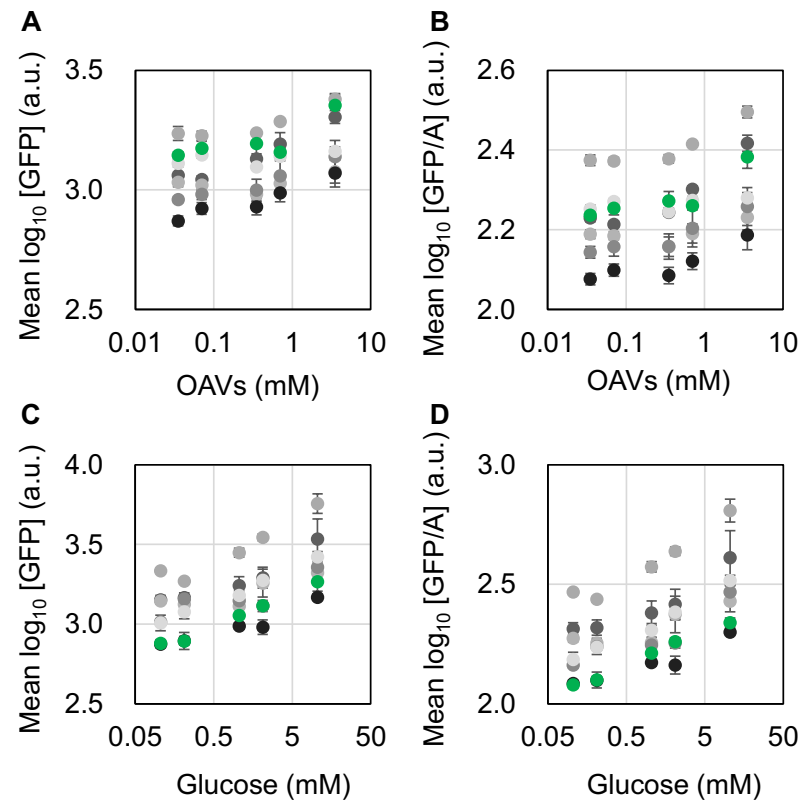 A
Mean log10 [GFP] (a.u.)
3.5
3.0
2.5
0.01 0.1 1 10
OAVs (mM)
B
Mean log10 [GFP/A] (a.u.)
2.6
2.4
2.2
2.0
0.01 0.1 1 10
OAVs (mM)
C
Mean log10 [GFP] (a.u.)
4.0
3.5
3.0
2.5
0.05 0.5 5 50
Glucose (mM)
D
Mean log10 [GFP/A] (a.u.)
3.0
2.5
2.0
0.05 0.5 5 50
Glucose (mM)